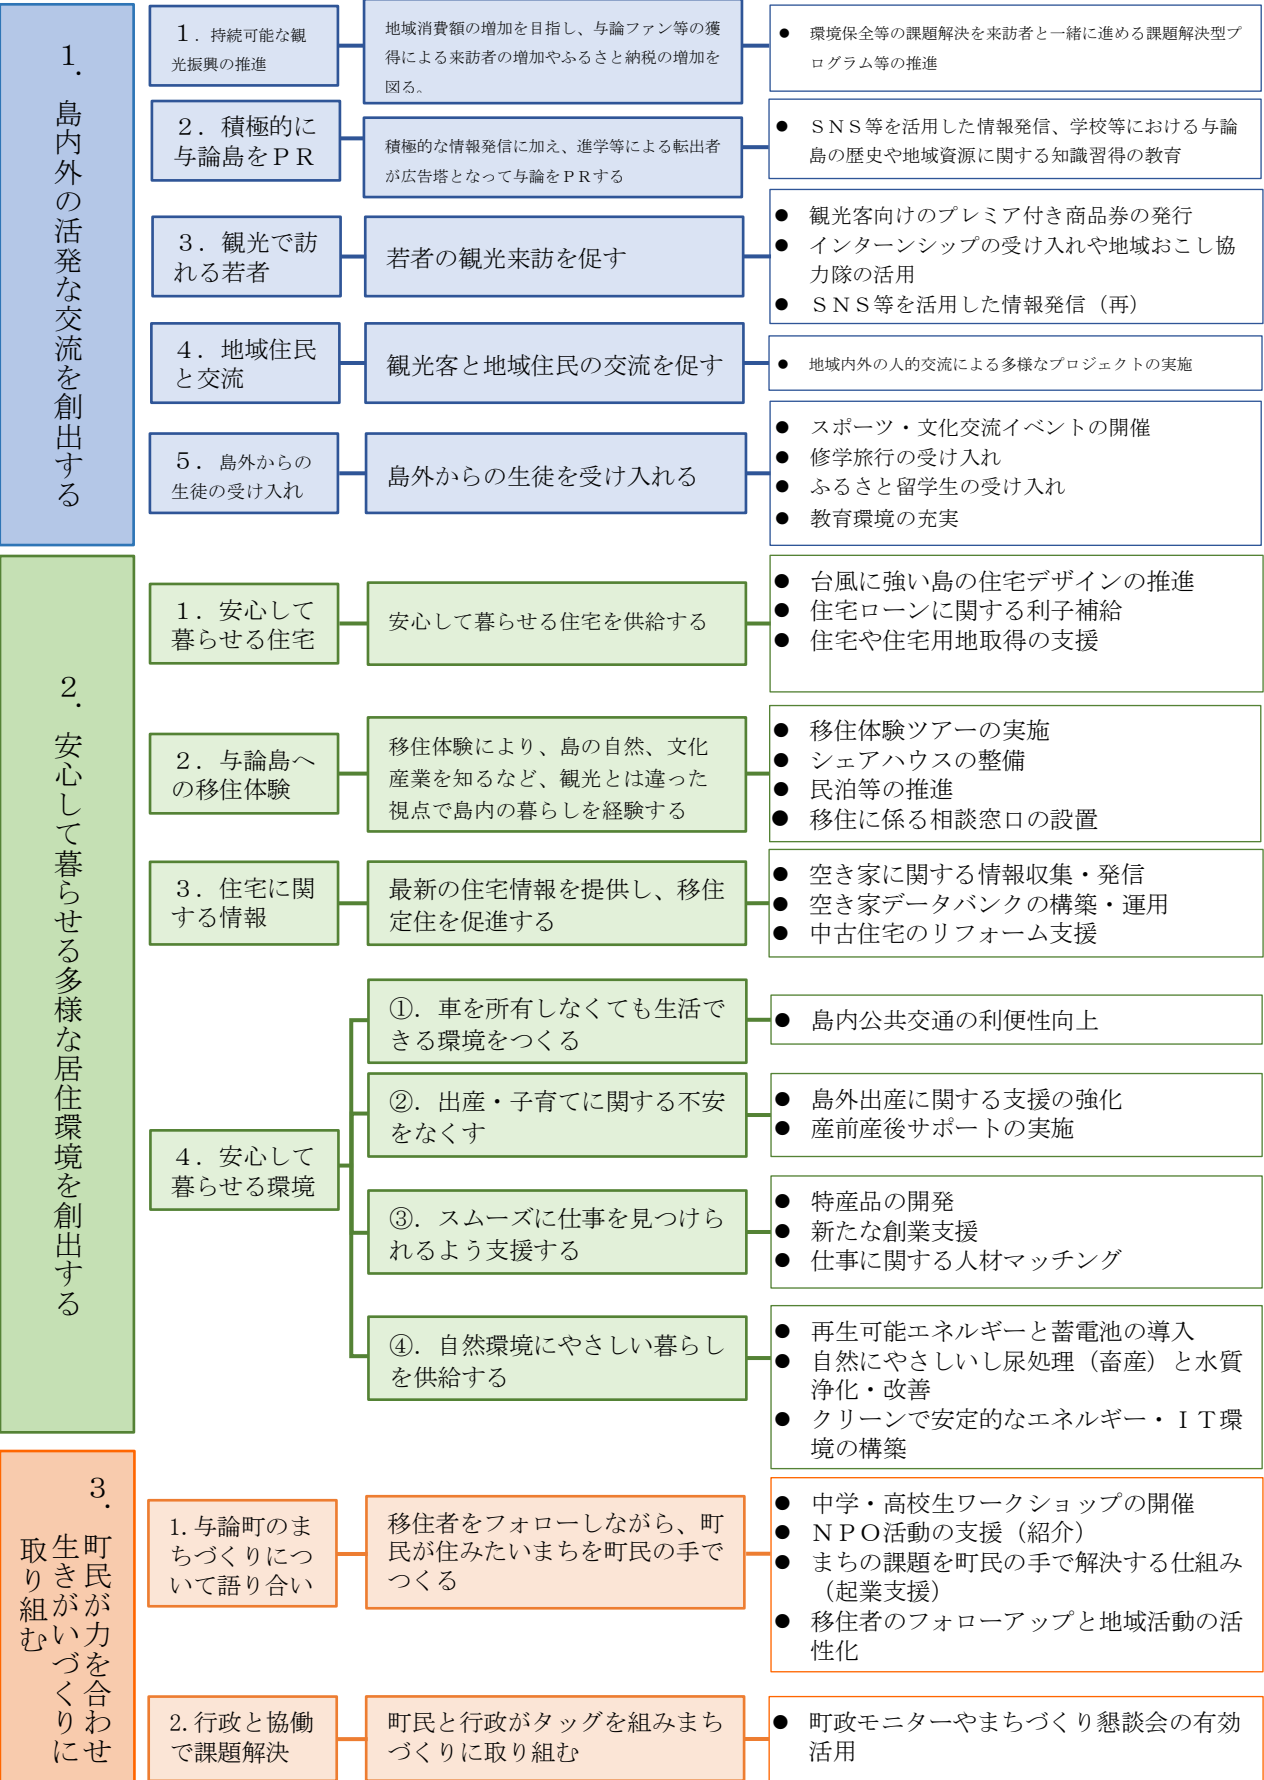 １．島内外の活発な交流を創出する
１．持続可能な観
光振興の推進
地域消費額の増加を目指し、与論ファン等の獲
得による来訪者の増加やふるさと納税の増加を
図る。
● 環境保全等の課題解決を来訪者と一緒に進める課題解決型プ
ログラム等の推進
２．積極的に
与論島をＰＲ
積極的な情報発信に加え、進学等による転出者
が広告塔となって与論をＰＲする
● ＳＮＳ等を活用した情報発信、学校等における与論
島の歴史や地域資源に関する知識習得の教育
３．観光で訪
れる若者
若者の観光来訪を促す
● 観光客向けのプレミア付き商品券の発行
● インターンシップの受け入れや地域おこし協
力隊の活用
● ＳＮＳ等を活用した情報発信（再）
４．地域住民
と交流
観光客と地域住民の交流を促す
● 地域内外の人的交流による多様なプロジェクトの実施
５．島外からの
生徒の受け入れ
島外からの生徒を受け入れる
● スポーツ・文化交流イベントの開催
● 修学旅行の受け入れ
● ふるさと留学生の受け入れ
● 教育環境の充実
２．安心して暮らせる多様な居住環境を創出する
１．安心して
暮らせる住宅
安心して暮らせる住宅を供給する
● 台風に強い島の住宅デザインの推進
● 住宅ローンに関する利子補給
● 住宅や住宅用地取得の支援
２．与論島へ
の移住体験
移住体験により、島の自然、文化
産業を知るなど、観光とは違った
視点で島内の暮らしを経験する
● 移住体験ツアーの実施
● シェアハウスの整備
● 民泊等の推進
● 移住に係る相談窓口の設置
３．住宅に関
する情報
最新の住宅情報を提供し、移住
定住を促進する
● 空き家に関する情報収集・発信
● 空き家データバンクの構築・運用
● 中古住宅のリフォーム支援
４．安心して
暮らせる環境
①．車を所有しなくても生活で
きる環境をつくる
● 島内公共交通の利便性向上
②．出産・子育てに関する不安
をなくす
● 島外出産に関する支援の強化
● 産前産後サポートの実施
③．スムーズに仕事を見つけら
れるよう支援する
● 特産品の開発
● 新たな創業支援
● 仕事に関する人材マッチング
④．自然環境にやさしい暮らし
を供給する
● 再生可能エネルギーと蓄電池の導入
● 自然にやさしいし尿処理（畜産）と水質
浄化・改善
● クリーンで安定的なエネルギー・ＩＴ環
境の構築
３．町民が力を合わせ
生きがいづくりに
取り組む
1.与論町のま
ちづくりにつ
いて語り合い
移住者をフォローしながら、町
民が住みたいまちを町民の手で
つくる
● 中学・高校生ワークショップの開催
● ＮＰＯ活動の支援（紹介）
● まちの課題を町民の手で解決する仕組み
（起業支援）
● 移住者のフォローアップと地域活動の活
性化
2.行政と協働
で課題解決
町民と行政がタッグを組みまち
づくりに取り組む
● 町政モニターやまちづくり懇談会の有効
活用